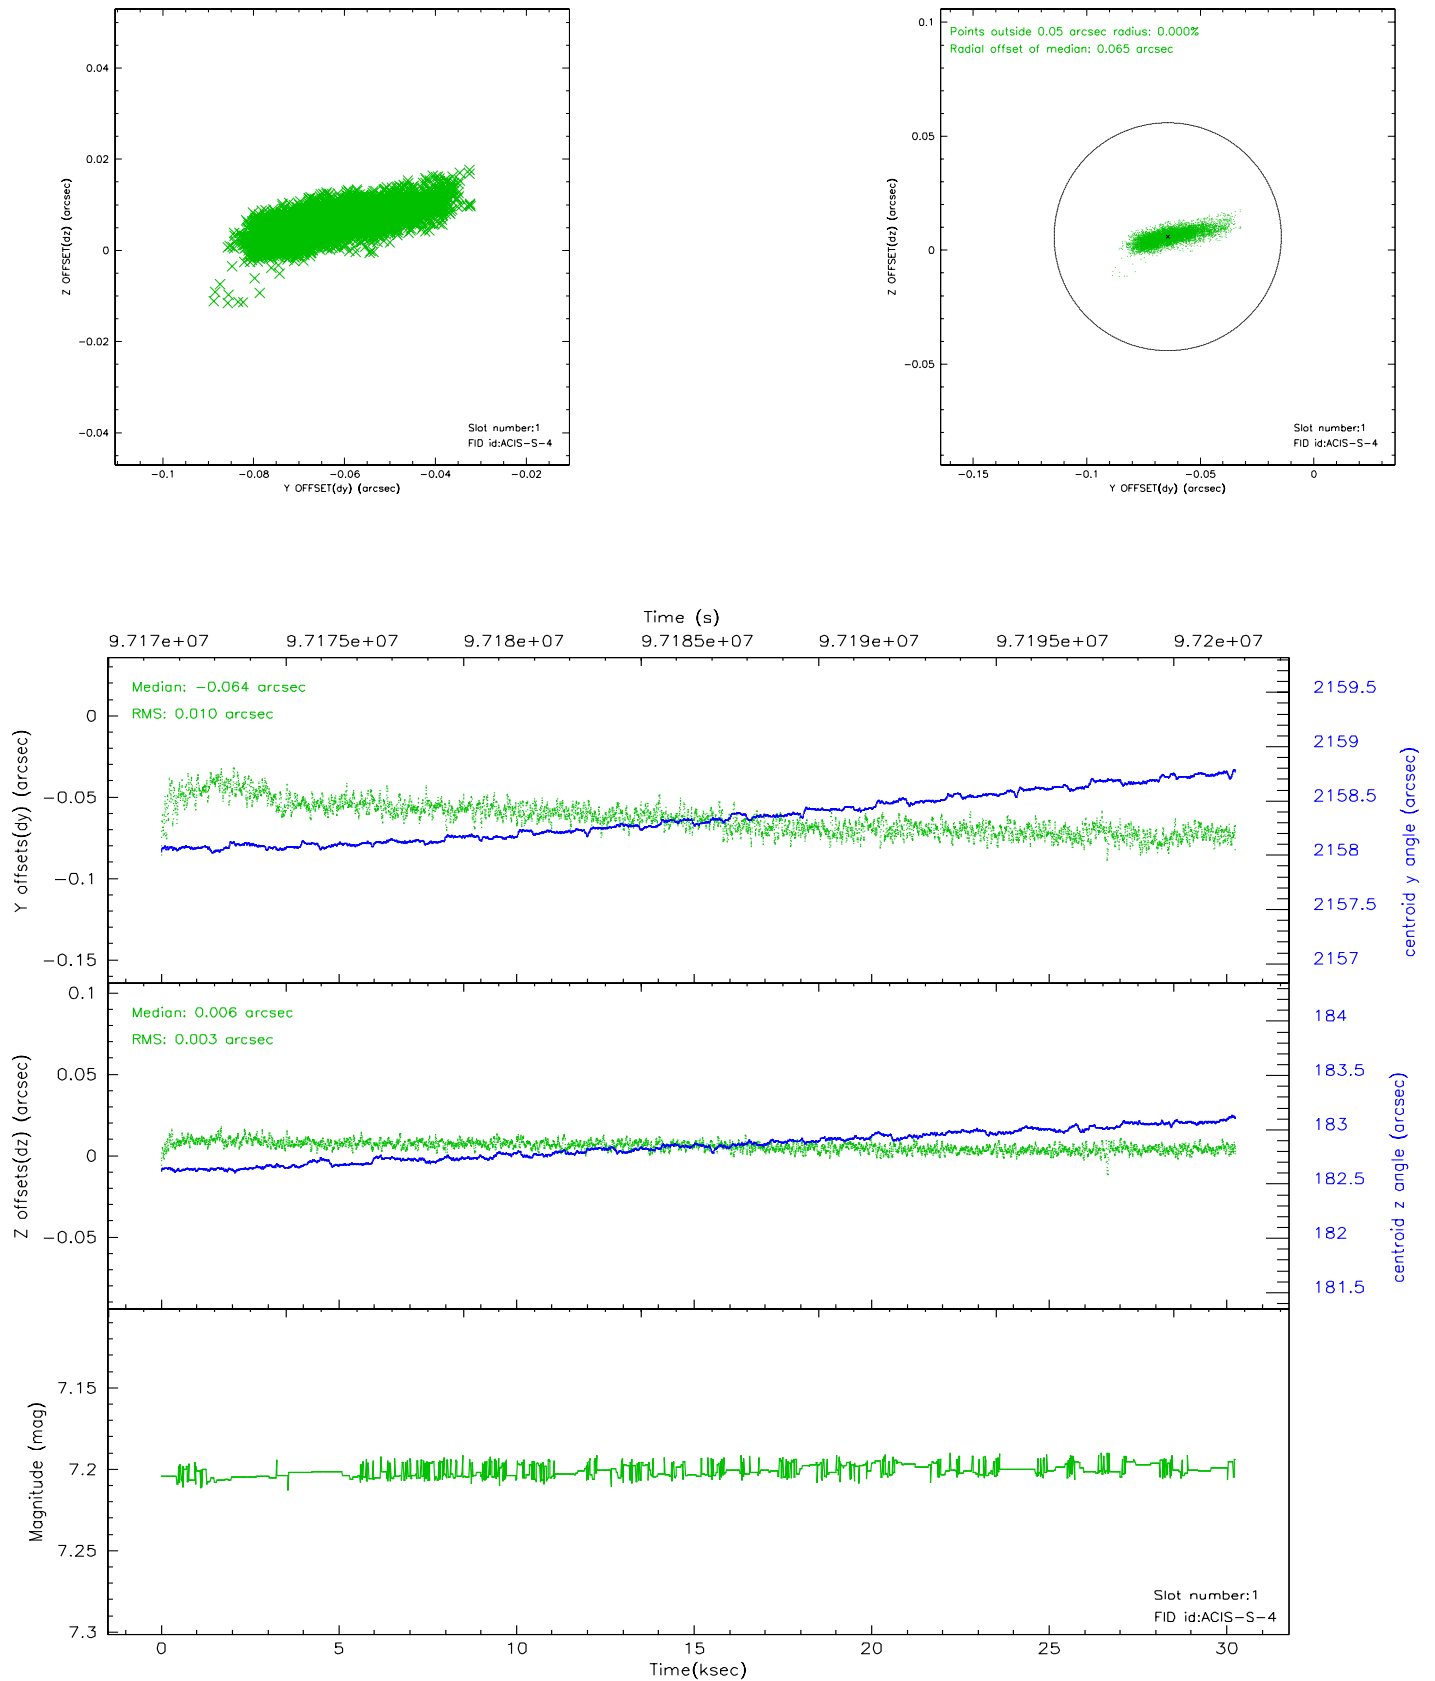 0.04
0.02
0
−0.02
−0.04
Z OFFSET(dz) (arcsec)
Slot number:1
FID id:ACIS−S−4
−0.1 −0.08 −0.06 −0.04 −0.02
Y OFFSET(dy) (arcsec)
Points outside 0.05 arcsec radius: 0.000%
Radial offset of median: 0.065 arcsec
0.1
0.05
0
−0.05
Z OFFSET(dz) (arcsec)
Slot number:1
FID id:ACIS−S−4
−0.15 −0.1 −0.05 0
Y OFFSET(dy) (arcsec)
Time (s)
9.717e+07 9.7175e+07 9.718e+07 9.7185e+07 9.719e+07 9.7195e+07 9.72e+07
Median: −0.064 arcsec
RMS: 0.010 arcsec
0
−0.05
−0.1
−0.15
Y offsets(dy) (arcsec)
2159.5
2159
2158.5
2158
2157.5
2157
centroid y angle (arcsec)
Median: 0.006 arcsec
RMS: 0.003 arcsec
0.1
0.05
0
−0.05
Z offsets(dz) (arcsec)
184
183.5
183
182.5
182
181.5
centroid z angle (arcsec)
7.15
7.2
7.25
7.3
Magnitude (mag)
Slot number:1
FID id:ACIS−S−4
0 5 10 15 20 25 30
Time(ksec)